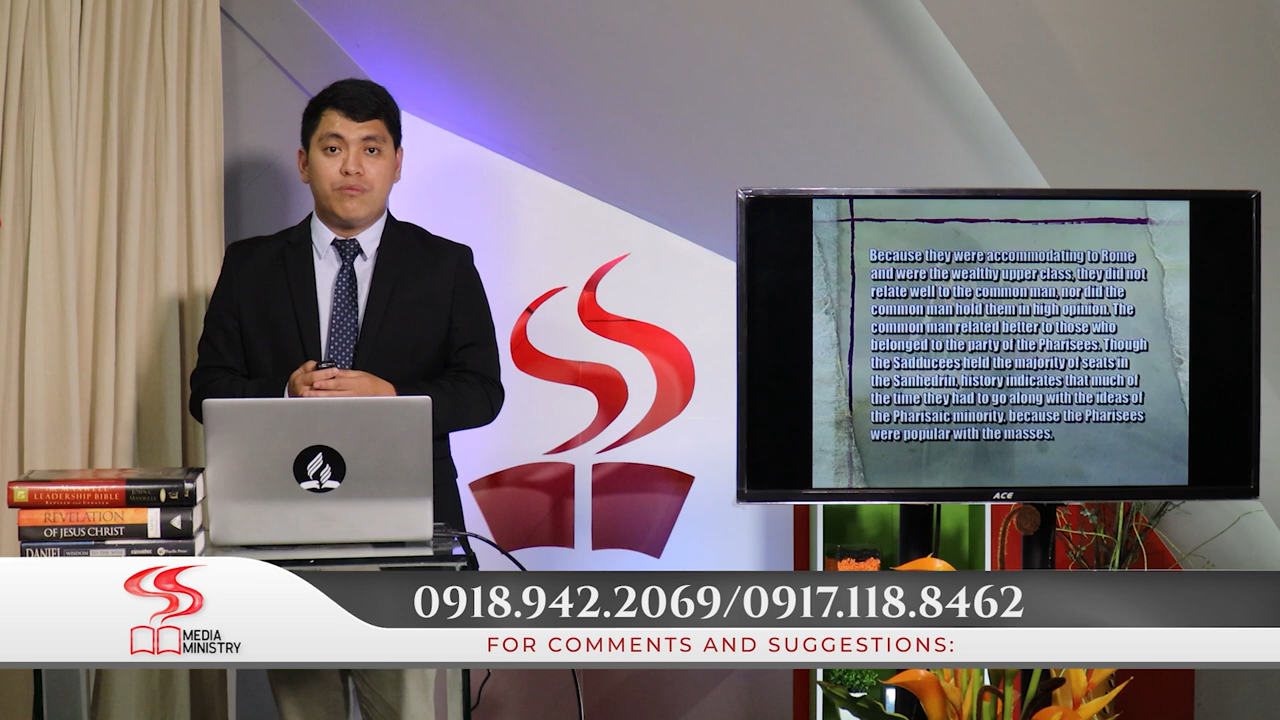 Because they were accommodating to Rome
and were the wealthy upper class, they did not
relate well to the common man, nor did the
common man hold them in high opinion. The
common man related better to those who
belonged to the party of the Pharisees. Though
the Sadducees held the majority of seats in
the Sanhedrin, history indicates that much of
the time they had to go along with the ideas of
the Pharisaic minority, because the Pharisees
were popular with the masses.
ACE
LEADERSHIP BIBLE
REVELATION
OF JESUS CHRIST
DANIEL
0918.942.2069/0917.118.8462
FOR COMMENTS AND SUGGESTIONS:
MEDIA
MINISTRY